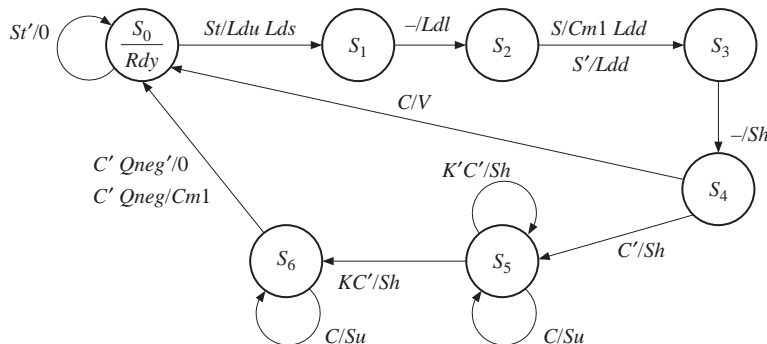 St′/0
S0
Rdy
St/Ldu Lds
S1
–/Ldl
S2
S/Cm1 Ldd
S′/Ldd
S3
C/V
–/Sh
C′ Qneg′/0
C′ Qneg/Cm1
K′C′/Sh
S4
C′/Sh
S6
KC′/Sh
S5
C/Su
C/Su